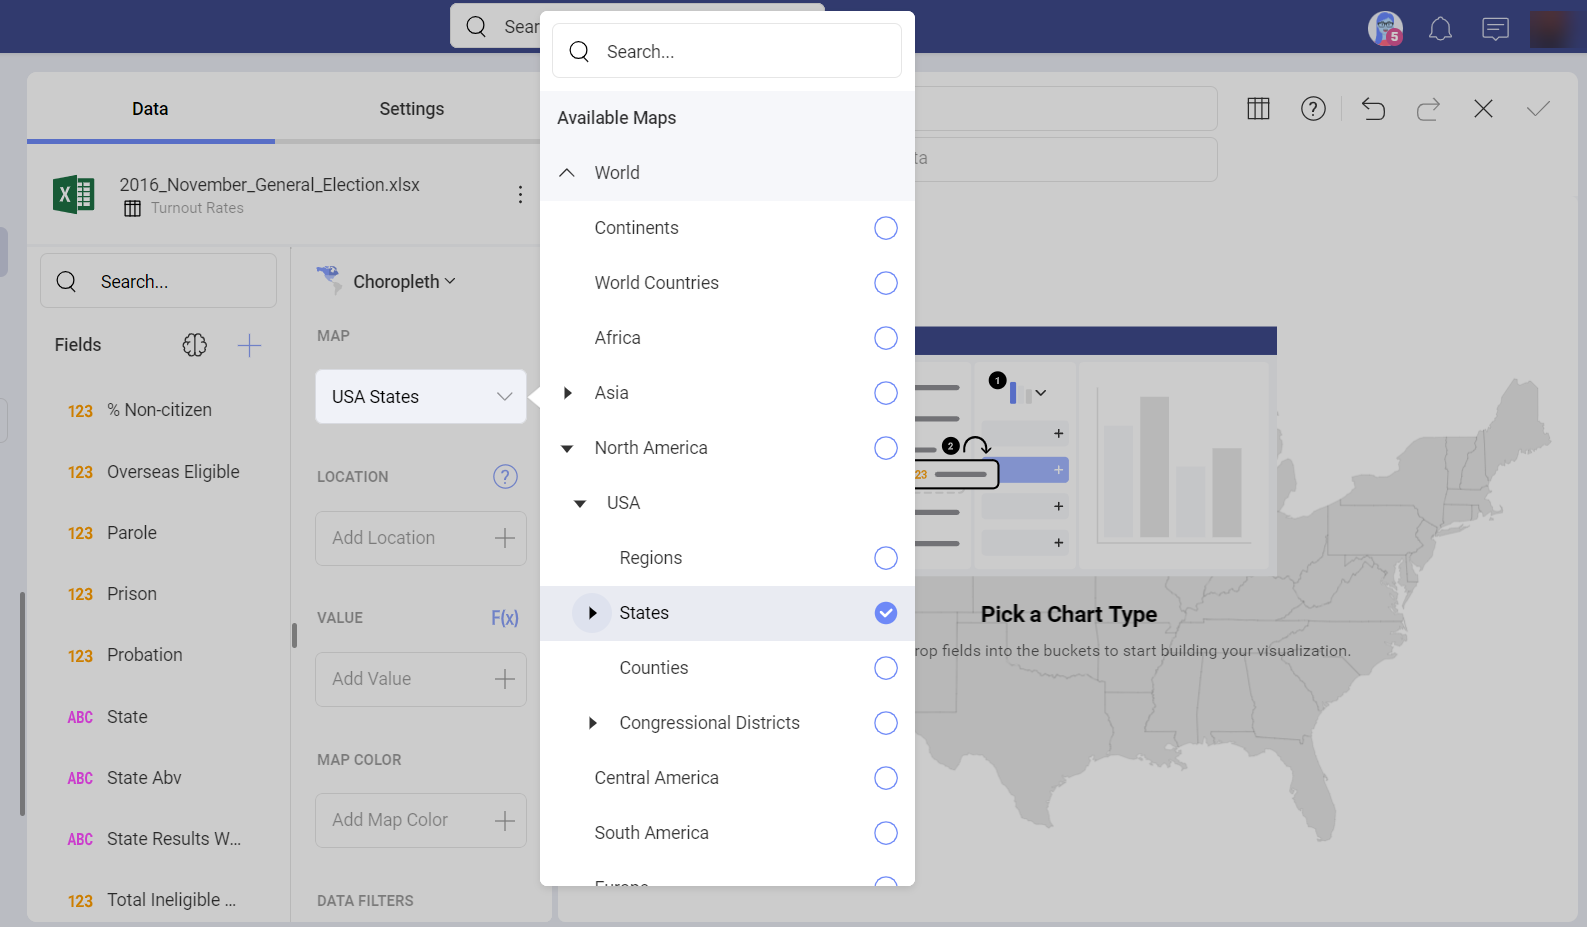 Sear
5
Search...
Data
Settings
Available Maps
World
2016_November_General_Election.xlsx
Turnout Rates
ta
Search...
Choropleth
MAP
USA States
Fields
123 % Non-citizen
123 Overseas Eligible
123 Parole
123 Prison
123 Probation
ABC State
ABC State Abv
ABC State Results W...
123 Total Ineligible ...
LOCATION
?
Add Location
VALUE
F(x)
Add Value
MAP COLOR
Add Map Color
DATA FILTERS
Continents
World Countries
Africa
Asia
North America
USA
Regions
States
Counties
Congressional Districts
Central America
South America
Europe
?
1
2
23
Pick a Chart Type
rop fields into the buckets to start building your visualization.